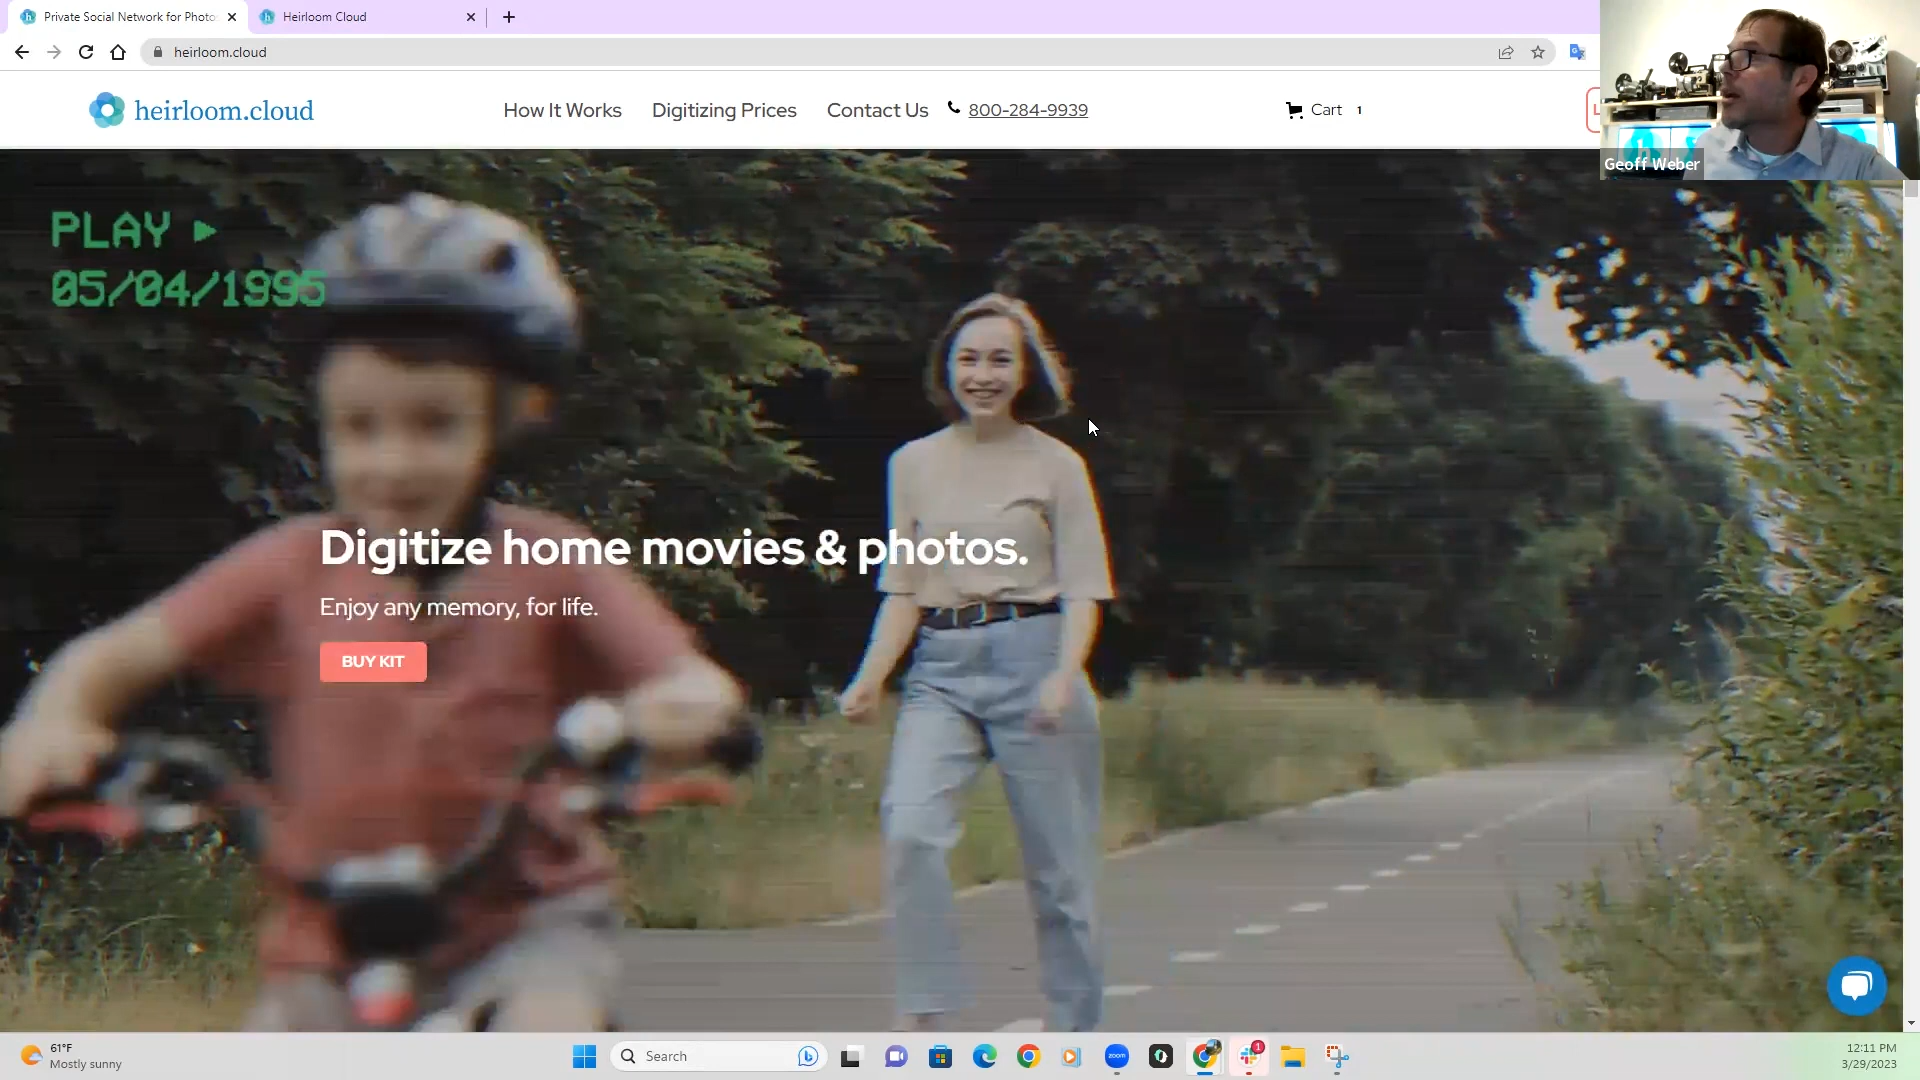 Private Social Network for Photo
Heirloom Cloud
heirloom.cloud
heirloom.cloud
How It Works
Digitizing Prices
Contact Us
800-284-9939
Cart 1
Geoff Weber
PLAY
05/04/1995
Digitize home movies & photos.
Enjoy any memory, for life.
BUY KIT
61°F
Mostly sunny
Search
zoom
1
12:11 PM
3/29/2023